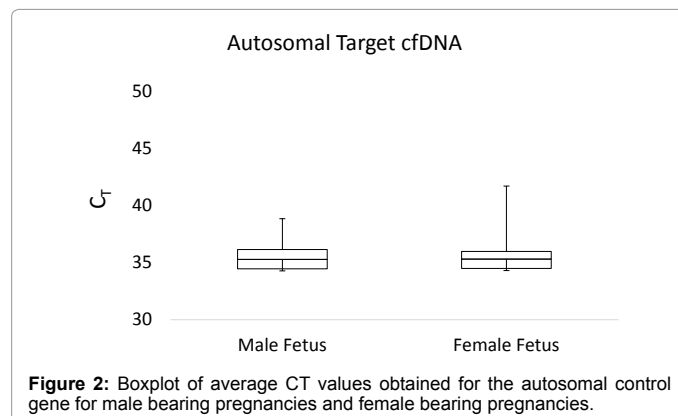 Autosomal Target cfDNA
50
45
40
35
30
CT
Male Fetus Female Fetus
Figure 2: Boxplot of average CT values obtained for the autosomal control
gene for male bearing pregnancies and female bearing pregnancies.